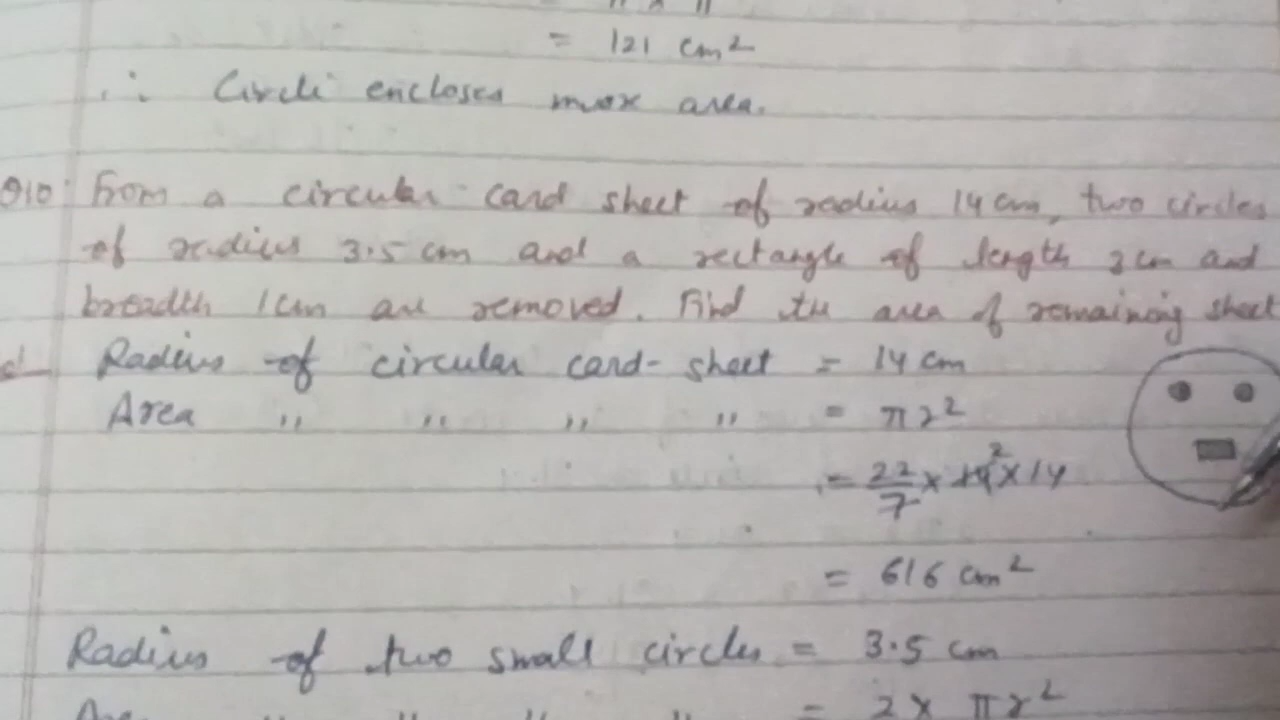 = 121 cm²
∴ Circle encloses max area.
Q10 From a circular card sheet of radius 14 cm, two circles
of radius 3.5 cm and a rectangle of length 3 cm and
breadth 1cm are removed. Find the area of remaining sheet
Radius of circular card-sheet = 14 cm
Area " " " " = πr²
= 22/7 × 14² × 14
= 616 cm²
Radius of two small circles = 3.5 cm
" " " " = 2 × πr²